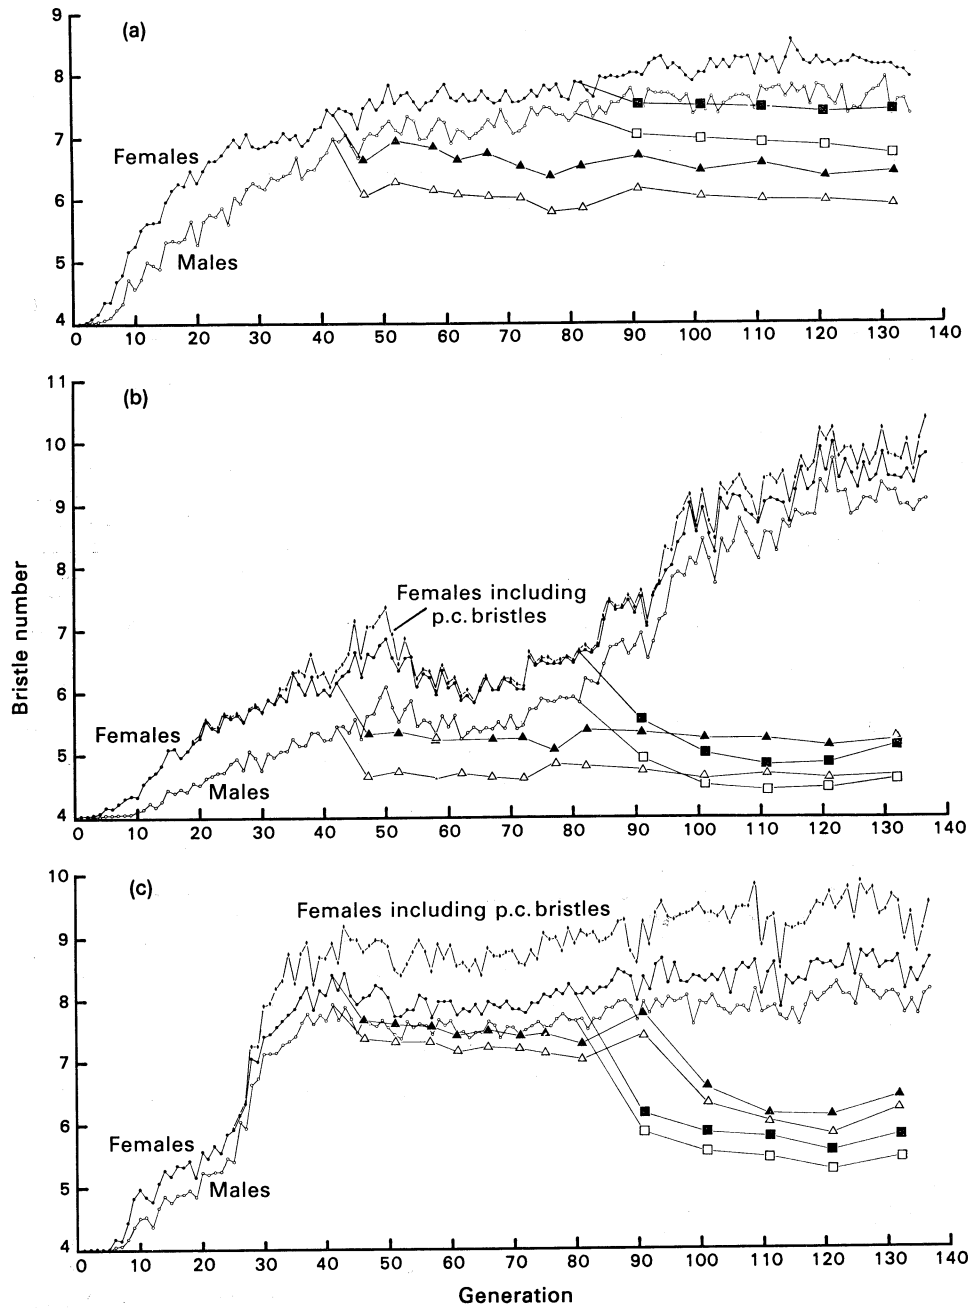 (a)
9
8
7
6
5
4
Females
Males
0 10 20 30 40 50 60 70 80 90 100 110 120 130 140
(b)
11
10
9
8
7
6
5
4
Bristle number
Females including
p.c. bristles
Females
Males
0 10 20 30 40 50 60 70 80 90 100 110 120 130 140
(c)
10
9
8
7
6
5
4
Females including p.c. bristles
Females
Males
0 10 20 30 40 50 60 70 80 90 100 110 120 130 140
Generation